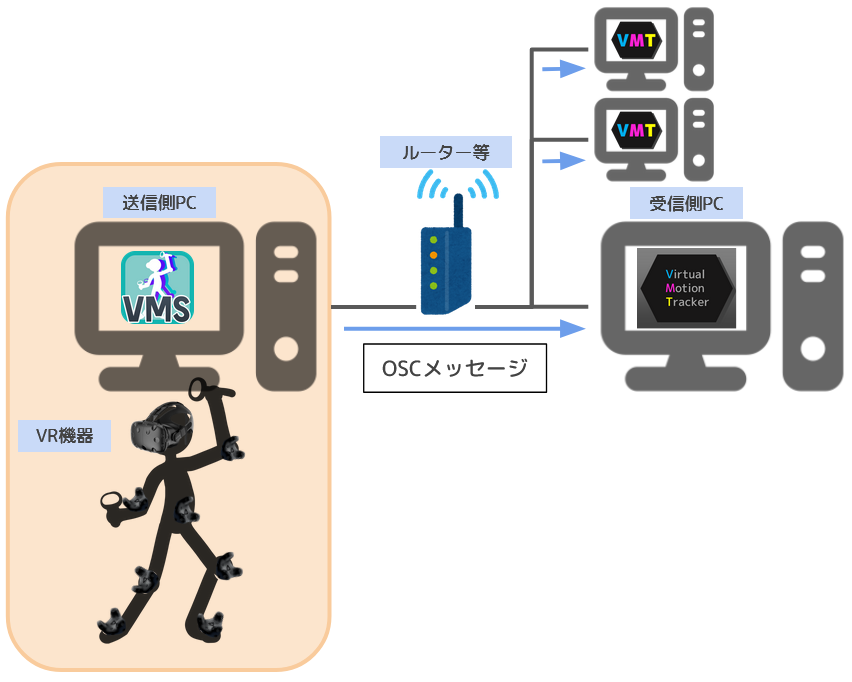 VMT
VMT
ルーター等
送信側PC
受信側PC
VMS
Virtual
Motion
Tracker
OSCメッセージ
VR機器